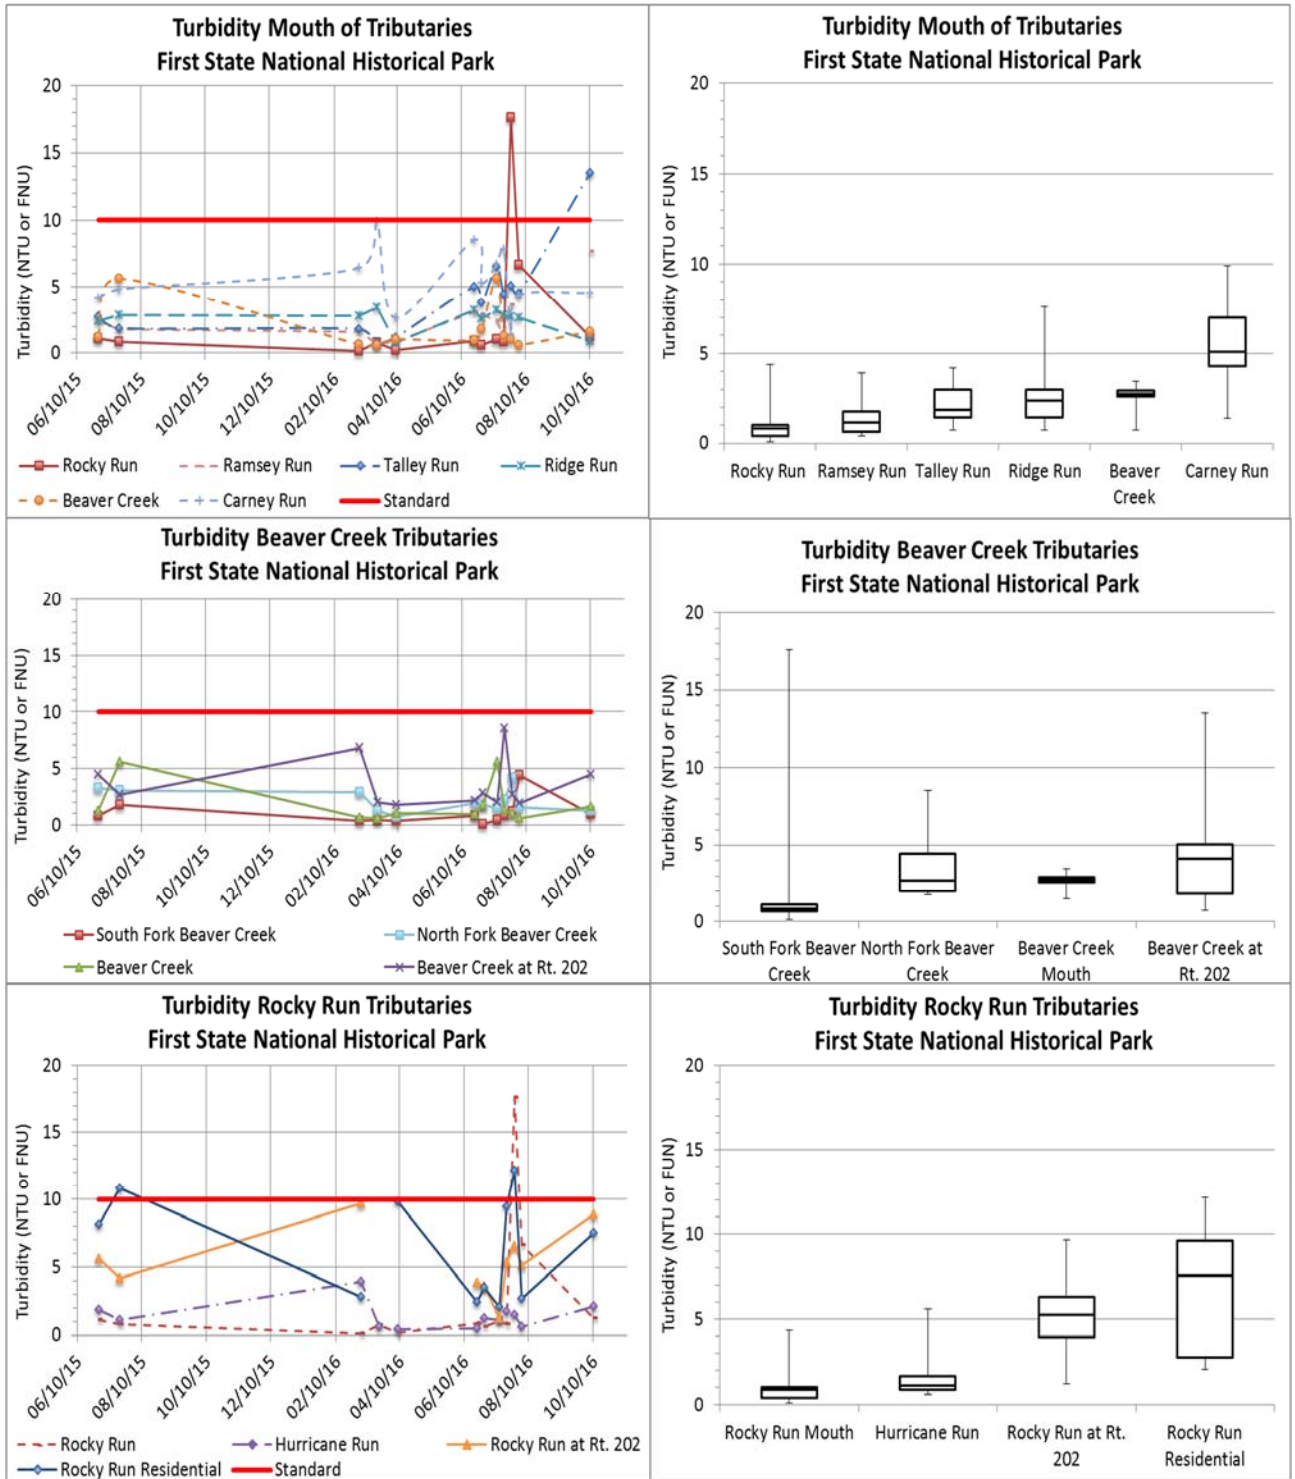 Turbidity Mouth of Tributaries
First State National Historical Park
Turbidity (NTU or FNU)
20
15
10
5
0
06/10/15 08/10/15 10/10/15 12/10/15 02/10/16 04/10/16 06/10/16 08/10/16 10/10/16
Rocky Run Ramsey Run Talley Run Ridge Run
Beaver Creek Carney Run Standard
Turbidity Mouth of Tributaries
First State National Historical Park
Turbidity (NTU or FUN)
20
15
10
5
0
Rocky Run Ramsey Run Talley Run Ridge Run Beaver Creek Carney Run
Turbidity Beaver Creek Tributaries
First State National Historical Park
Turbidity (NTU or FNU)
20
15
10
5
0
06/10/15 08/10/15 10/10/15 12/10/15 02/10/16 04/10/16 06/10/16 08/10/16 10/10/16
South Fork Beaver Creek North Fork Beaver Creek
Beaver Creek Beaver Creek at Rt. 202
Turbidity Beaver Creek Tributaries
First State National Historical Park
Turbidity (NTU or FUN)
20
15
10
5
0
South Fork Beaver Creek North Fork Beaver Creek Beaver Creek Mouth Beaver Creek at Rt. 202
Turbidity Rocky Run Tributaries
First State National Historical Park
Turbidity (NTU or FNU)
20
15
10
5
0
06/10/15 08/10/15 10/10/15 12/10/15 02/10/16 04/10/16 06/10/16 08/10/16 10/10/16
Rocky Run Hurricane Run Rocky Run at Rt. 202
Rocky Run Residential Standard
Turbidity Rocky Run Tributaries
First State National Historical Park
Turbidity (NTU or FUN)
20
15
10
5
0
Rocky Run Mouth Hurricane Run Rocky Run at Rt. 202 Rocky Run Residential